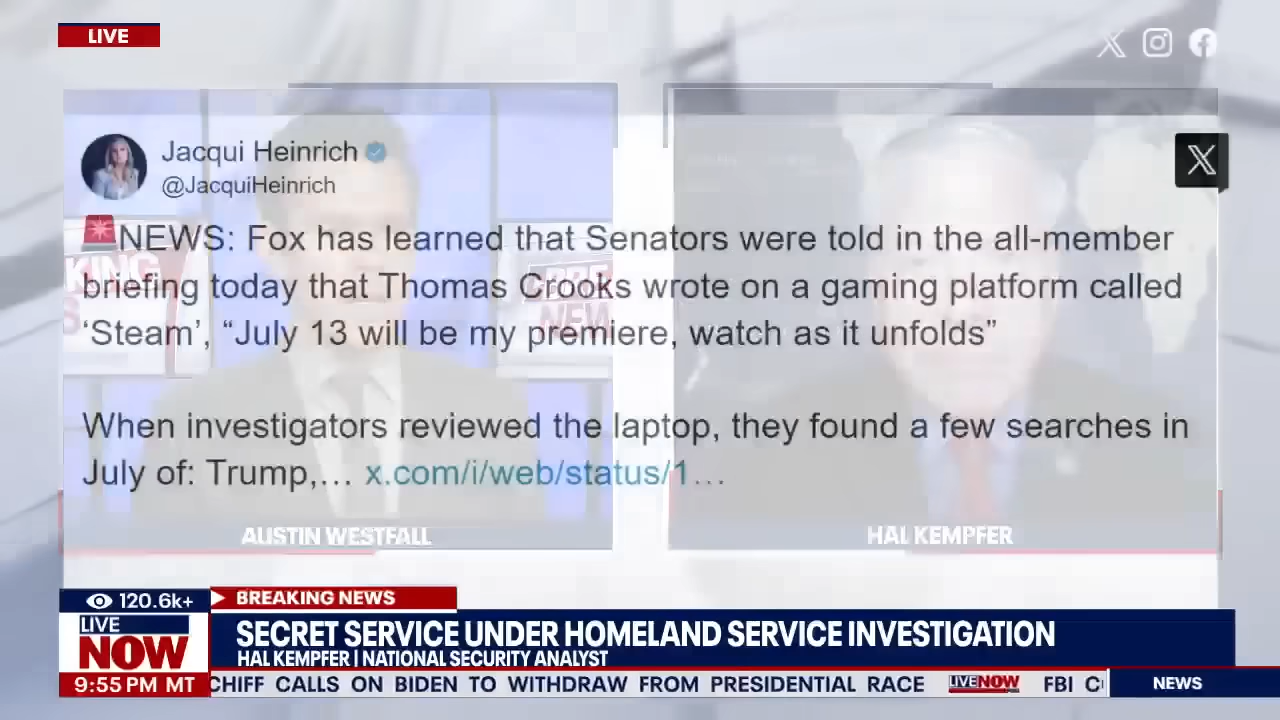 LIVE
Jacqui Heinrich
@JacquiHeinrich
NEWS: Fox has learned that Senators were told in the all-member
briefing today that Thomas Crooks wrote on a gaming platform called
‘Steam’, “July 13 will be my premiere, watch as it unfolds”
When investigators reviewed the laptop, they found a few searches in
July of: Trump,... x.com/i/web/status/1...
AUSTIN WESTFALL
HAL KEMPFER
120.6k+
BREAKING NEWS
LIVE
NOW
SECRET SERVICE UNDER HOMELAND SERVICE INVESTIGATION
HAL KEMPFER | NATIONAL SECURITY ANALYST
9:55 PM MT
CHIFF CALLS ON BIDEN TO WITHDRAW FROM PRESIDENTIAL RACE LIVENOW FBI
NEWS